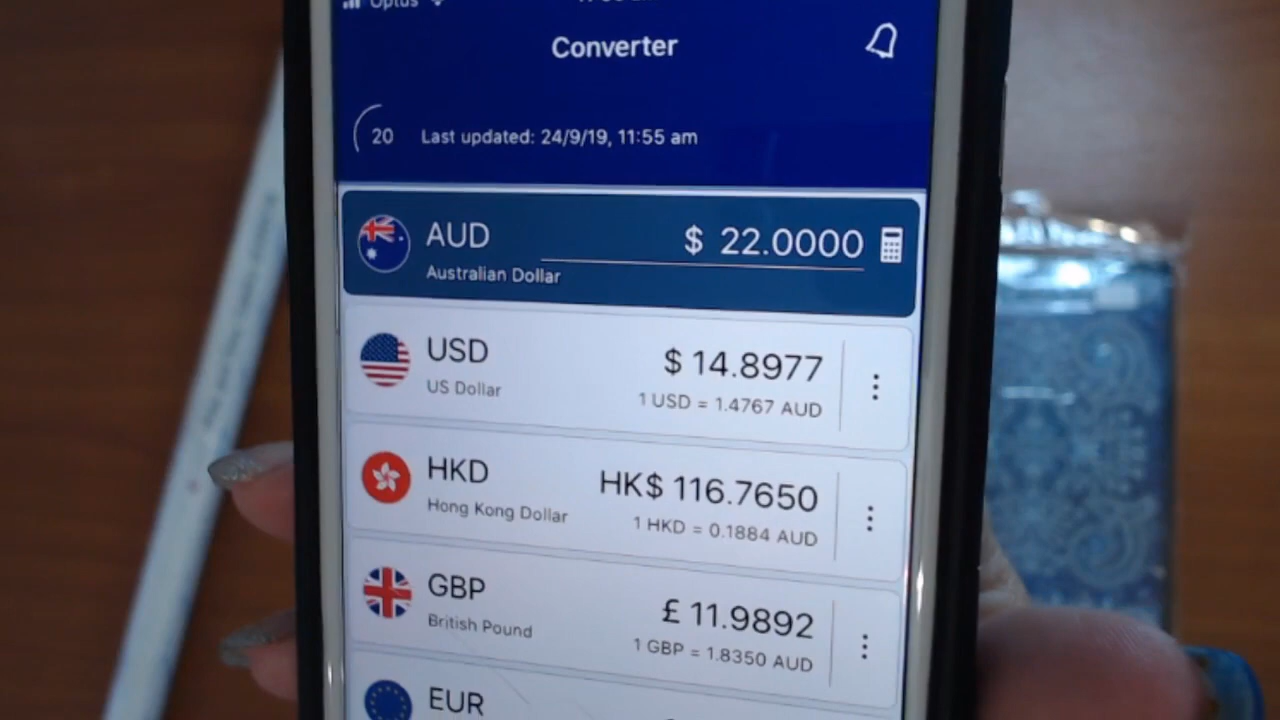 Optus
Converter
20 Last updated: 24/9/19, 11:55 am
AUD $ 22.0000
Australian Dollar
USD $ 14.8977
US Dollar 1 USD = 1.4767 AUD
HKD HK$ 116.7650
Hong Kong Dollar 1 HKD = 0.1884 AUD
GBP £ 11.9892
British Pound 1 GBP = 1.8350 AUD
EUR